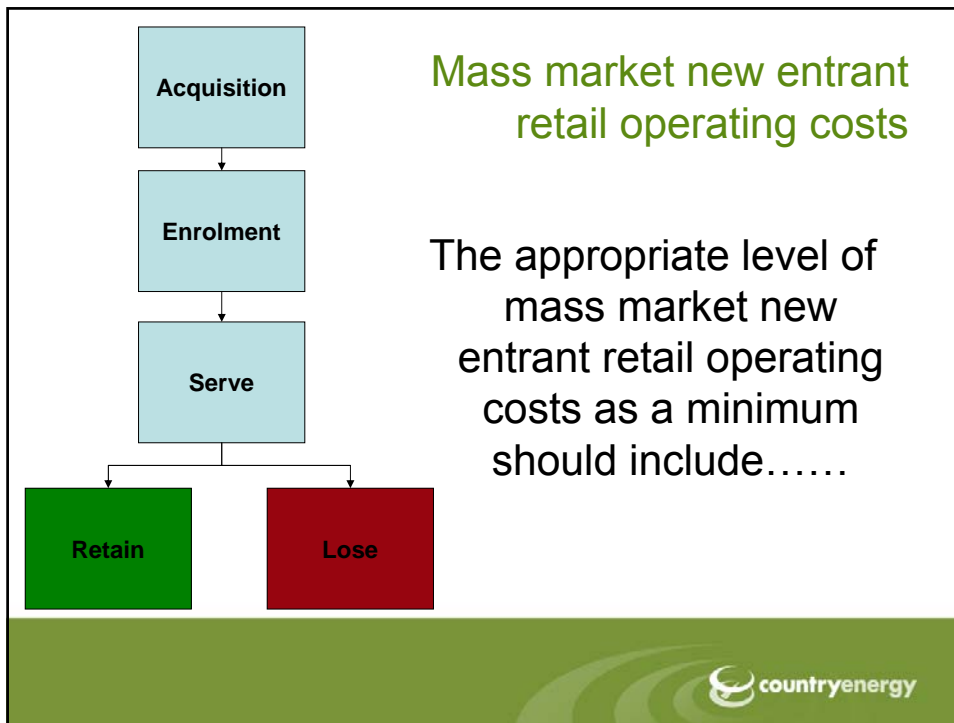 Mass market new entrant
retail operating costs
Acquisition
Enrolment
Serve
Retain
Lose
The appropriate level of
mass market new
entrant retail operating
costs as a minimum
should include……
countryenergy